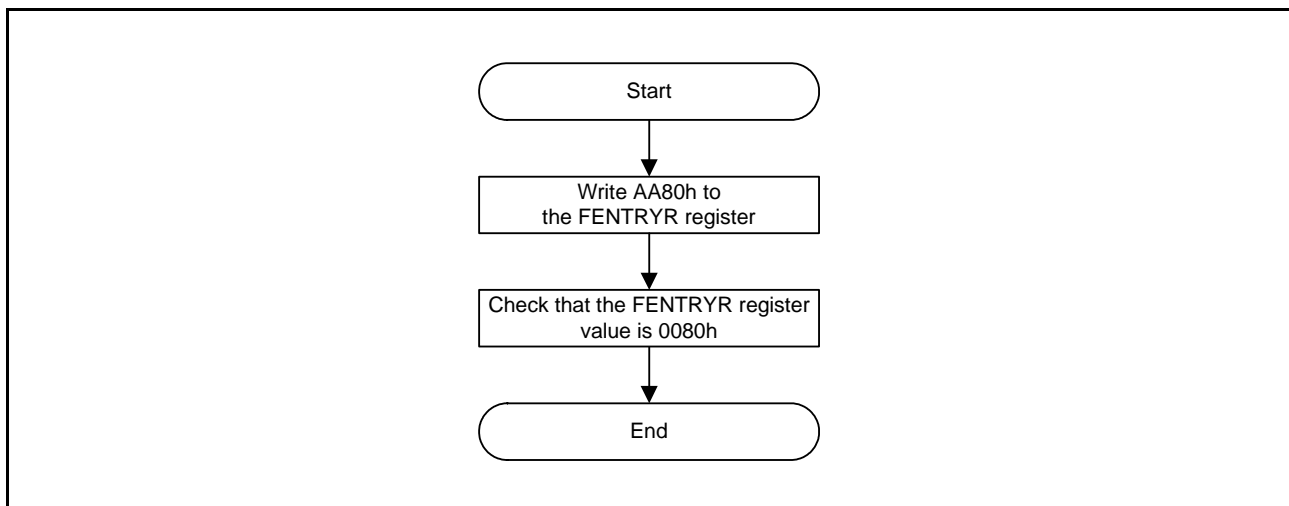 Start
Write AA80h to
the FENTRYR register
Check that the FENTRYR register
value is 0080h
End